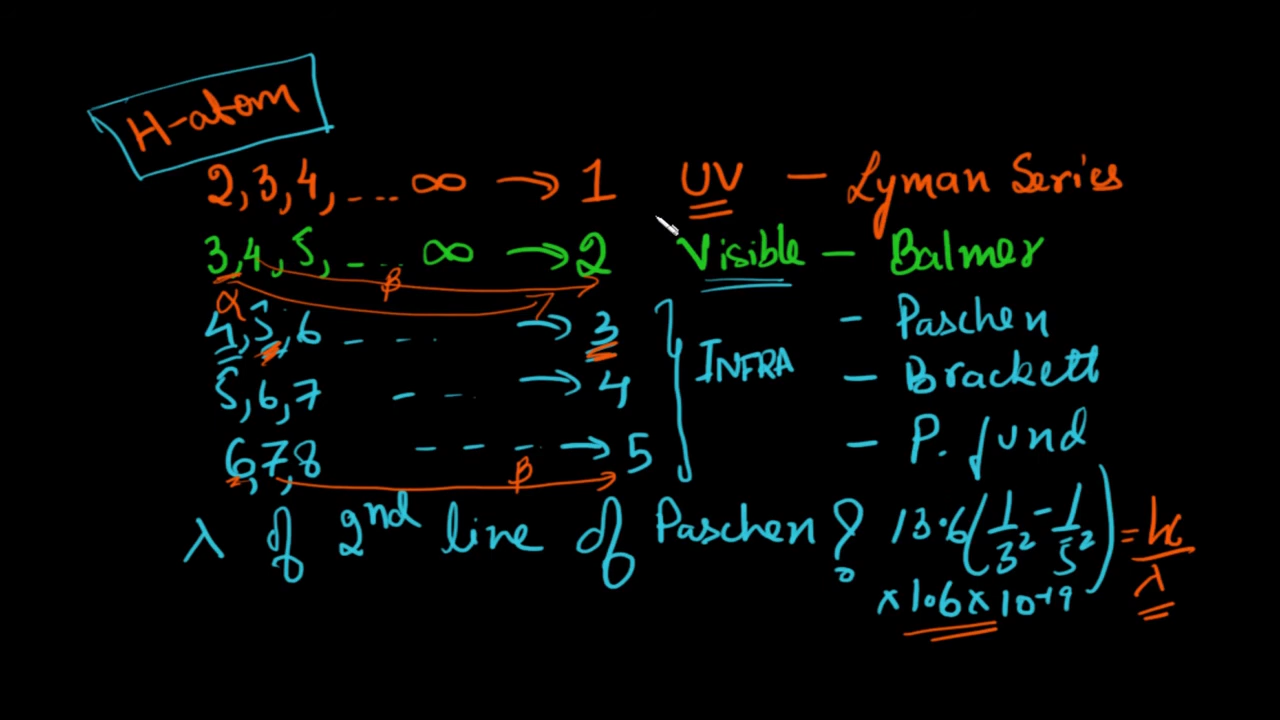 H-atom
2,3,4, --- ∞ → 1 UV - Lyman Series
3,4,5, --- ∞ → 2 Visible - Balmer
β
α
4,5,6 --- → 3 - Paschen
INFRA
5,6,7 --- → 4 - Brackett
6,7,8 ---- → 5 - P. fund
β
λ of 2nd line of Paschen ? 13.6(1/3² - 1/5²) = hc/λ
×1.6×10⁻¹⁹